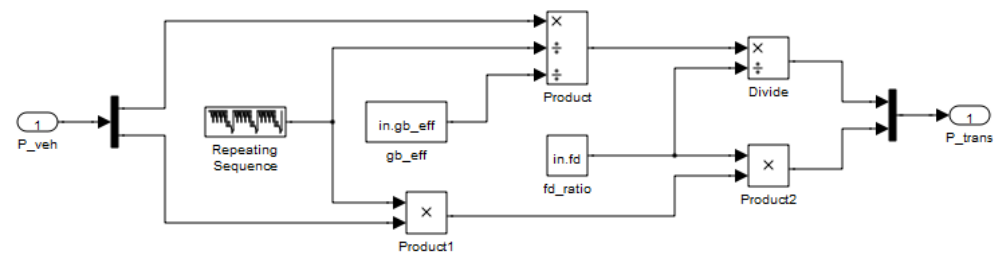 1
P_veh
Repeating
Sequence
in.gb_eff
gb_eff
×
÷
÷
Product
in.fd
fd_ratio
×
Product1
×
÷
Divide
×
Product2
1
P_trans